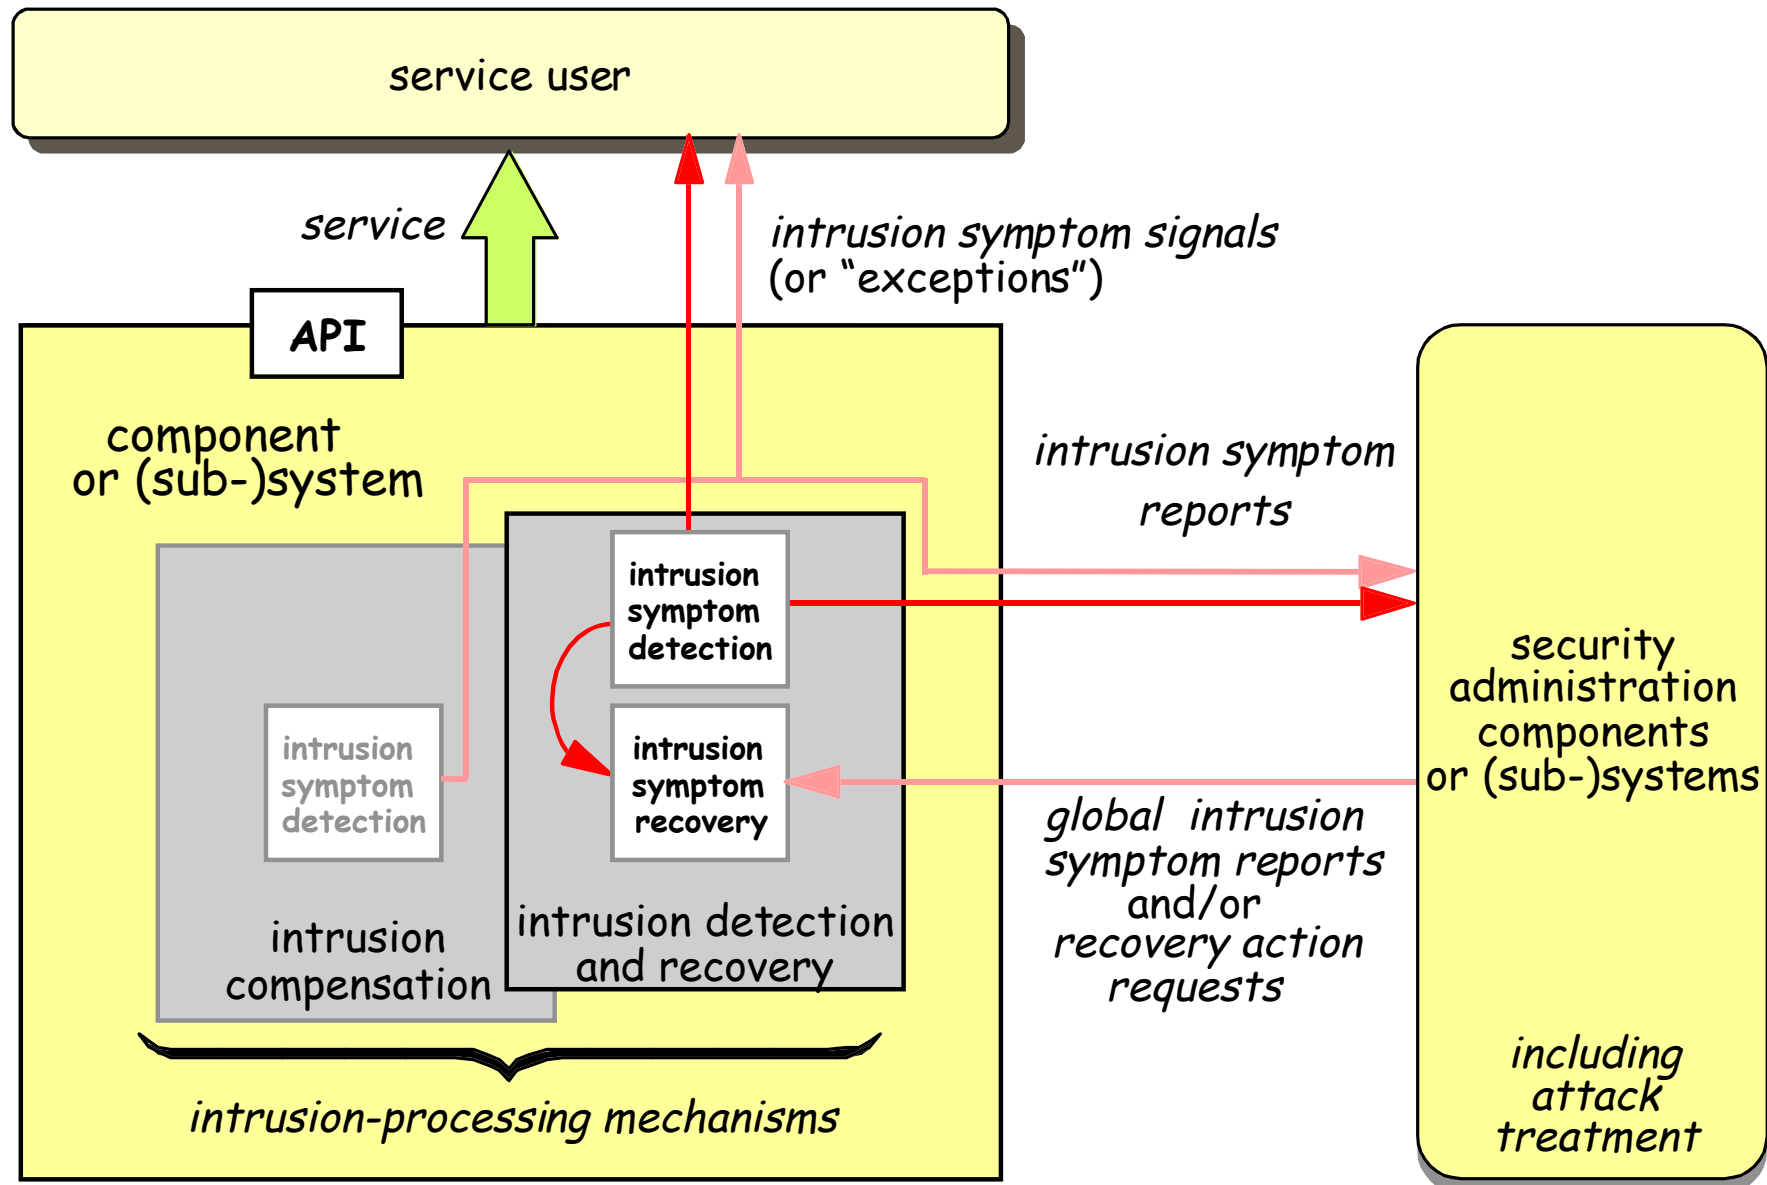 service user
service
intrusion symptom signals
(or “exceptions”)
API
component
or (sub-)system
intrusion symptom
reports
intrusion
symptom
detection
intrusion
symptom
detection
intrusion
symptom
recovery
intrusion
compensation
intrusion detection
and recovery
intrusion-processing mechanisms
global intrusion
symptom reports
and/or
recovery action
requests
security
administration
components
or (sub-)systems
including
attack
treatment